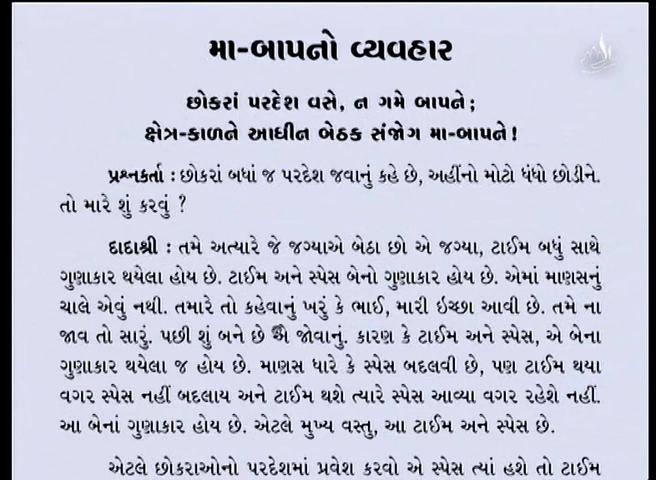 મા-બાપનો વ્યવહાર
છોકરાં પરદેશ વસે, ન ગમે બાપને;
ક્ષેત્ર-કાળને આધીન બેઠક સંજોગ મા-બાપને!
પ્રશ્નકર્તા : છોકરાં બધાં જ પરદેશ જવાનું કહે છે, અહીંનો મોટો ધંધો છોડીને.
તો મારે શું કરવું ?
દાદાશ્રી : તમે અત્યારે જે જગ્યાએ બેઠા છો એ જગ્યા, ટાઈમ બધું સાથે
ગુણાકાર થયેલા હોય છે. ટાઈમ અને સ્પેસ બેનો ગુણાકાર હોય છે. એમાં માણસનું
ચાલે એવું નથી. તમારે તો કહેવાનું ખરું કે ભાઈ, મારી ઇચ્છા આવી છે. તમે ના
જાવ તો સારું. પછી શું બને છે એ જોવાનું. કારણ કે ટાઈમ અને સ્પેસ, એ બેના
ગુણાકાર થયેલા જ હોય છે. માણસ ધારે કે સ્પેસ બદલવી છે, પણ ટાઈમ થયા
વગર સ્પેસ નહીં બદલાય અને ટાઈમ થશે ત્યારે સ્પેસ આવ્યા વગર રહેશે નહીં.
આ બેનાં ગુણાકાર હોય છે. એટલે મુખ્ય વસ્તુ, આ ટાઈમ અને સ્પેસ છે.
એટલે છોકરાઓનો પરદેશમાં પ્રવેશ કરવો એ સ્પેસ ત્યાં હશે તો ટાઈમ